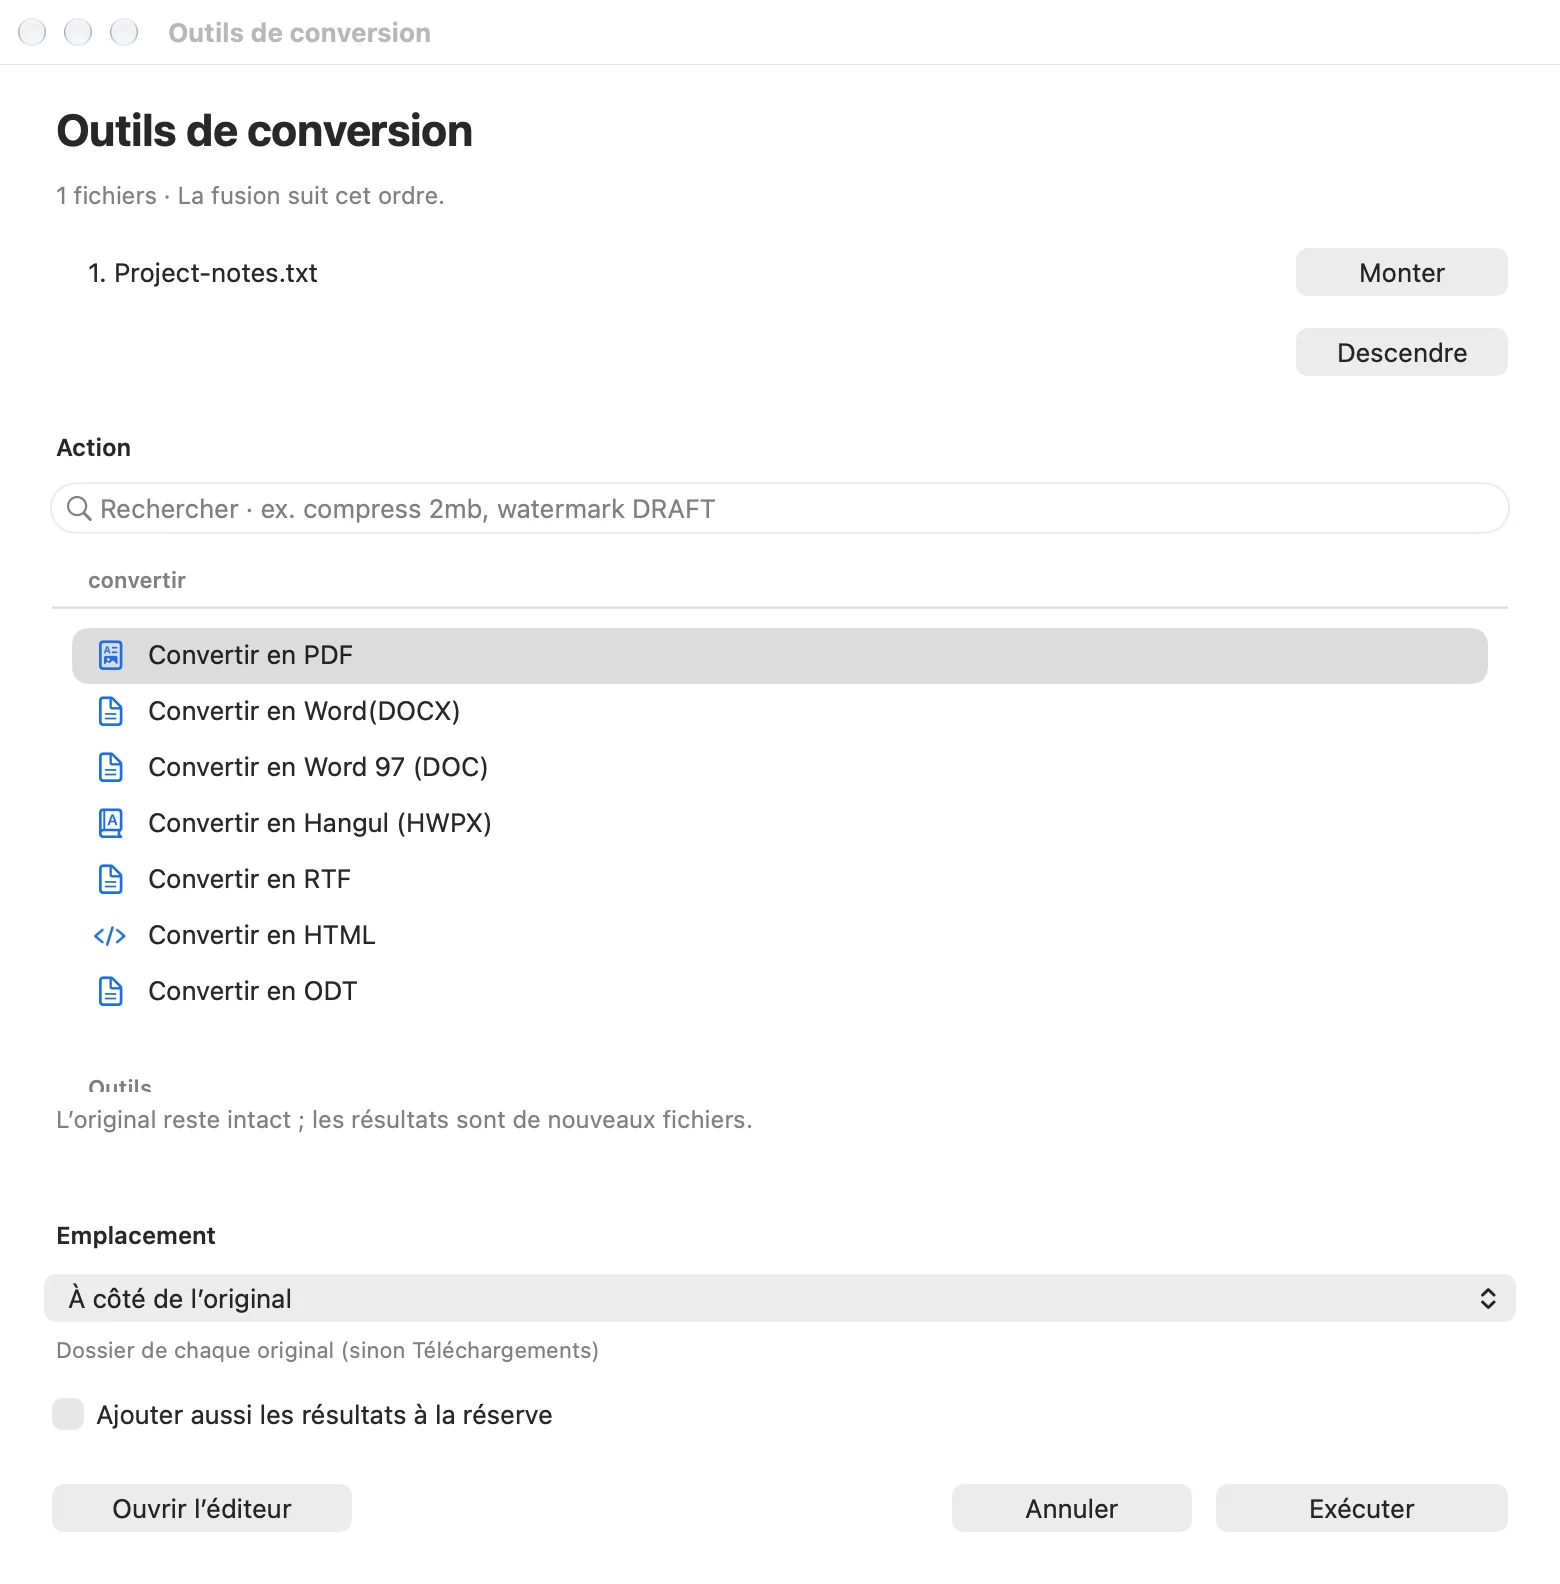 Outils de conversion
Outils de conversion
1 fichiers · La fusion suit cet ordre.
1. Project-notes.txt
Monter
Descendre
Action
Rechercher · ex. compress 2mb, watermark DRAFT
convertir
Convertir en PDF
Convertir en Word(DOCX)
Convertir en Word 97 (DOC)
Convertir en Hangul (HWPX)
Convertir en RTF
Convertir en HTML
Convertir en ODT
Outils
L’original reste intact ; les résultats sont de nouveaux fichiers.
Emplacement
À côté de l’original
Dossier de chaque original (sinon Téléchargements)
Ajouter aussi les résultats à la réserve
Ouvrir l’éditeur
Annuler
Exécuter